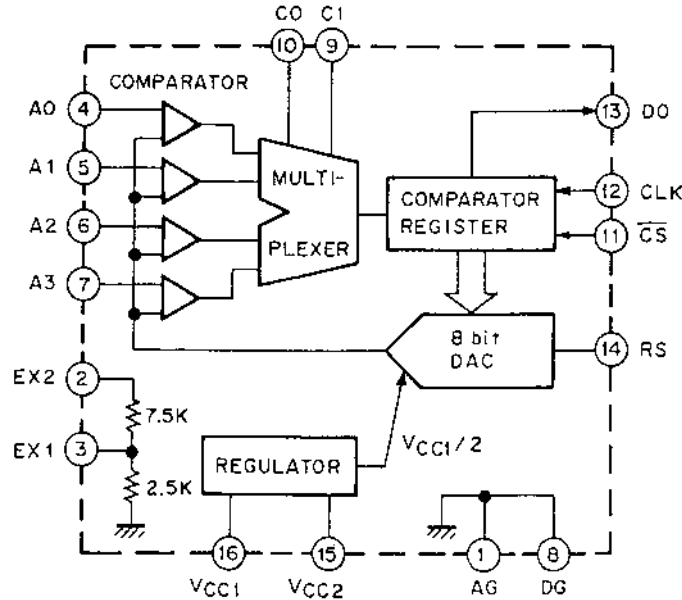 C0 C1
10 9
COMPARATOR
A0 4
13 DO
A1 5
MULTI-
PLEXER
COMPARATOR
REGISTER
12 CLK
11 CS
A2 6
A3 7
8 bit
DAC
14 RS
EX2 2
7.5K
EX1 3
2.5K
VCC1/2
REGULATOR
16 15 1 8
VCC1 VCC2 AG DG